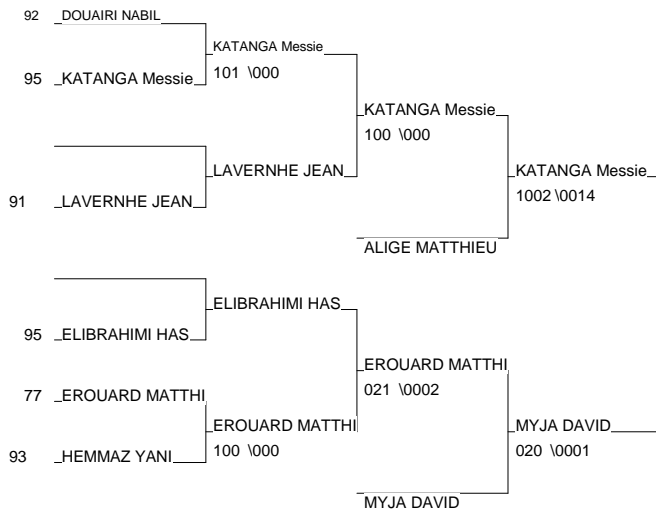 92 DOUAIRI NABIL
KATANGA Messie
101 \000
95 KATANGA Messie
KATANGA Messie
100 \000
LAVERNHE JEAN
KATANGA Messie
1002 \0014
91 LAVERNHE JEAN
ALIGE MATTHIEU
ELIBRAHIMI HAS
95 ELIBRAHIMI HAS
EROUARD MATTHI
021 \0002
77 EROUARD MATTHI
EROUARD MATTHI
100 \000
MYJA DAVID
020 \0001
93 HEMMAZ YANI
MYJA DAVID